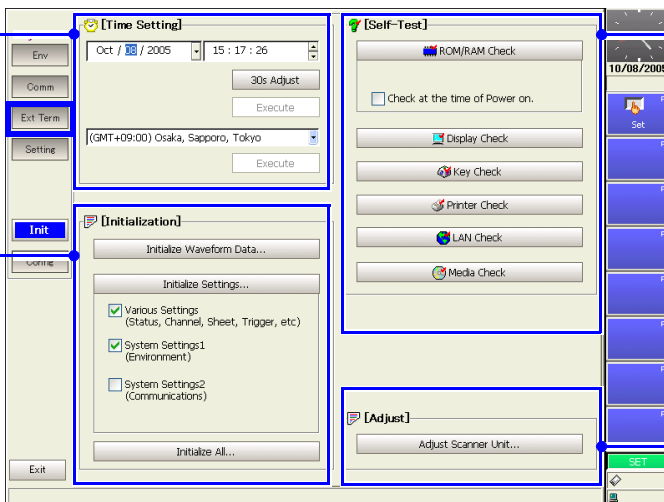 Env
Comm
Ext Term
Setting
Init
Config
Exit
[Time Setting]
Oct / 08 / 2005
15 : 17 : 26
30s Adjust
Execute
(GMT+09:00) Osaka, Sapporo, Tokyo
Execute
[Initialization]
Initialize Waveform Data...
Initialize Settings...
Various Settings
(Status, Channel, Sheet, Trigger, etc)
System Settings1
(Environment)
System Settings2
(Communications)
Initialize All...
[Self-Test]
ROM/RAM Check
Check at the time of Power on.
Display Check
Key Check
Printer Check
LAN Check
Media Check
[Adjust]
Adjust Scanner Unit...
10/08/2005
Set
SET